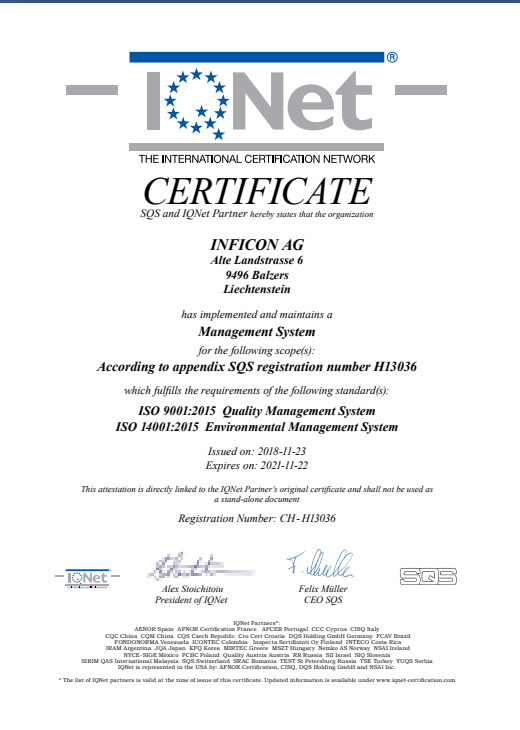 ®
IQNet
THE INTERNATIONAL CERTIFICATION NETWORK
CERTIFICATE
SQS and IQNet Partner hereby states that the organization
INFICON AG
Alte Landstrasse 6
9496 Balzers
Liechtenstein
has implemented and maintains a
Management System
for the following scope(s):
According to appendix SQS registration number H13036
which fulfills the requirements of the following standard(s):
ISO 9001:2015 Quality Management System
ISO 14001:2015 Environmental Management System
Issued on: 2018-11-23
Expires on: 2021-11-22
This attestation is directly linked to the IQNet Partner's original certificate and shall not be used as
a stand-alone document
Registration Number: CH-H13036
IQNet
F. Müller
SQS
Alex Stoichitoiu
President of IQNet
Felix Müller
CEO SQS
IQNet Partners*:
AENOR Spain AFNOR Certification France APCER Portugal CCC Cyprus CISQ Italy
CQC China CQM China CQS Czech Republic Cro Cert Croatia DQS Holding GmbH Germany FCAV Brazil
FONDONORMA Venezuela ICONTEC Colombia Inspecta Sertifiointi Oy Finland INTECO Costa Rica
IRAM Argentina JQA Japan KFQ Korea MIRTEC Greece MSZT Hungary Nemko AS Norway NSAI Ireland
NYCE-SIGE México PCBC Poland Quality Austria Austria RR Russia SII Israel SIQ Slovenia
SIRIM QAS International Malaysia SQS Switzerland SRAC Romania TEST St Petersburg Russia TSE Turkey YUQS Serbia
IQNet is represented in the USA by: AFNOR Certification, CISQ, DQS Holding GmbH and NSAI Inc.
* The list of IQNet partners is valid at the time of issue of this certificate. Updated information is available under www.iqnet-certification.com